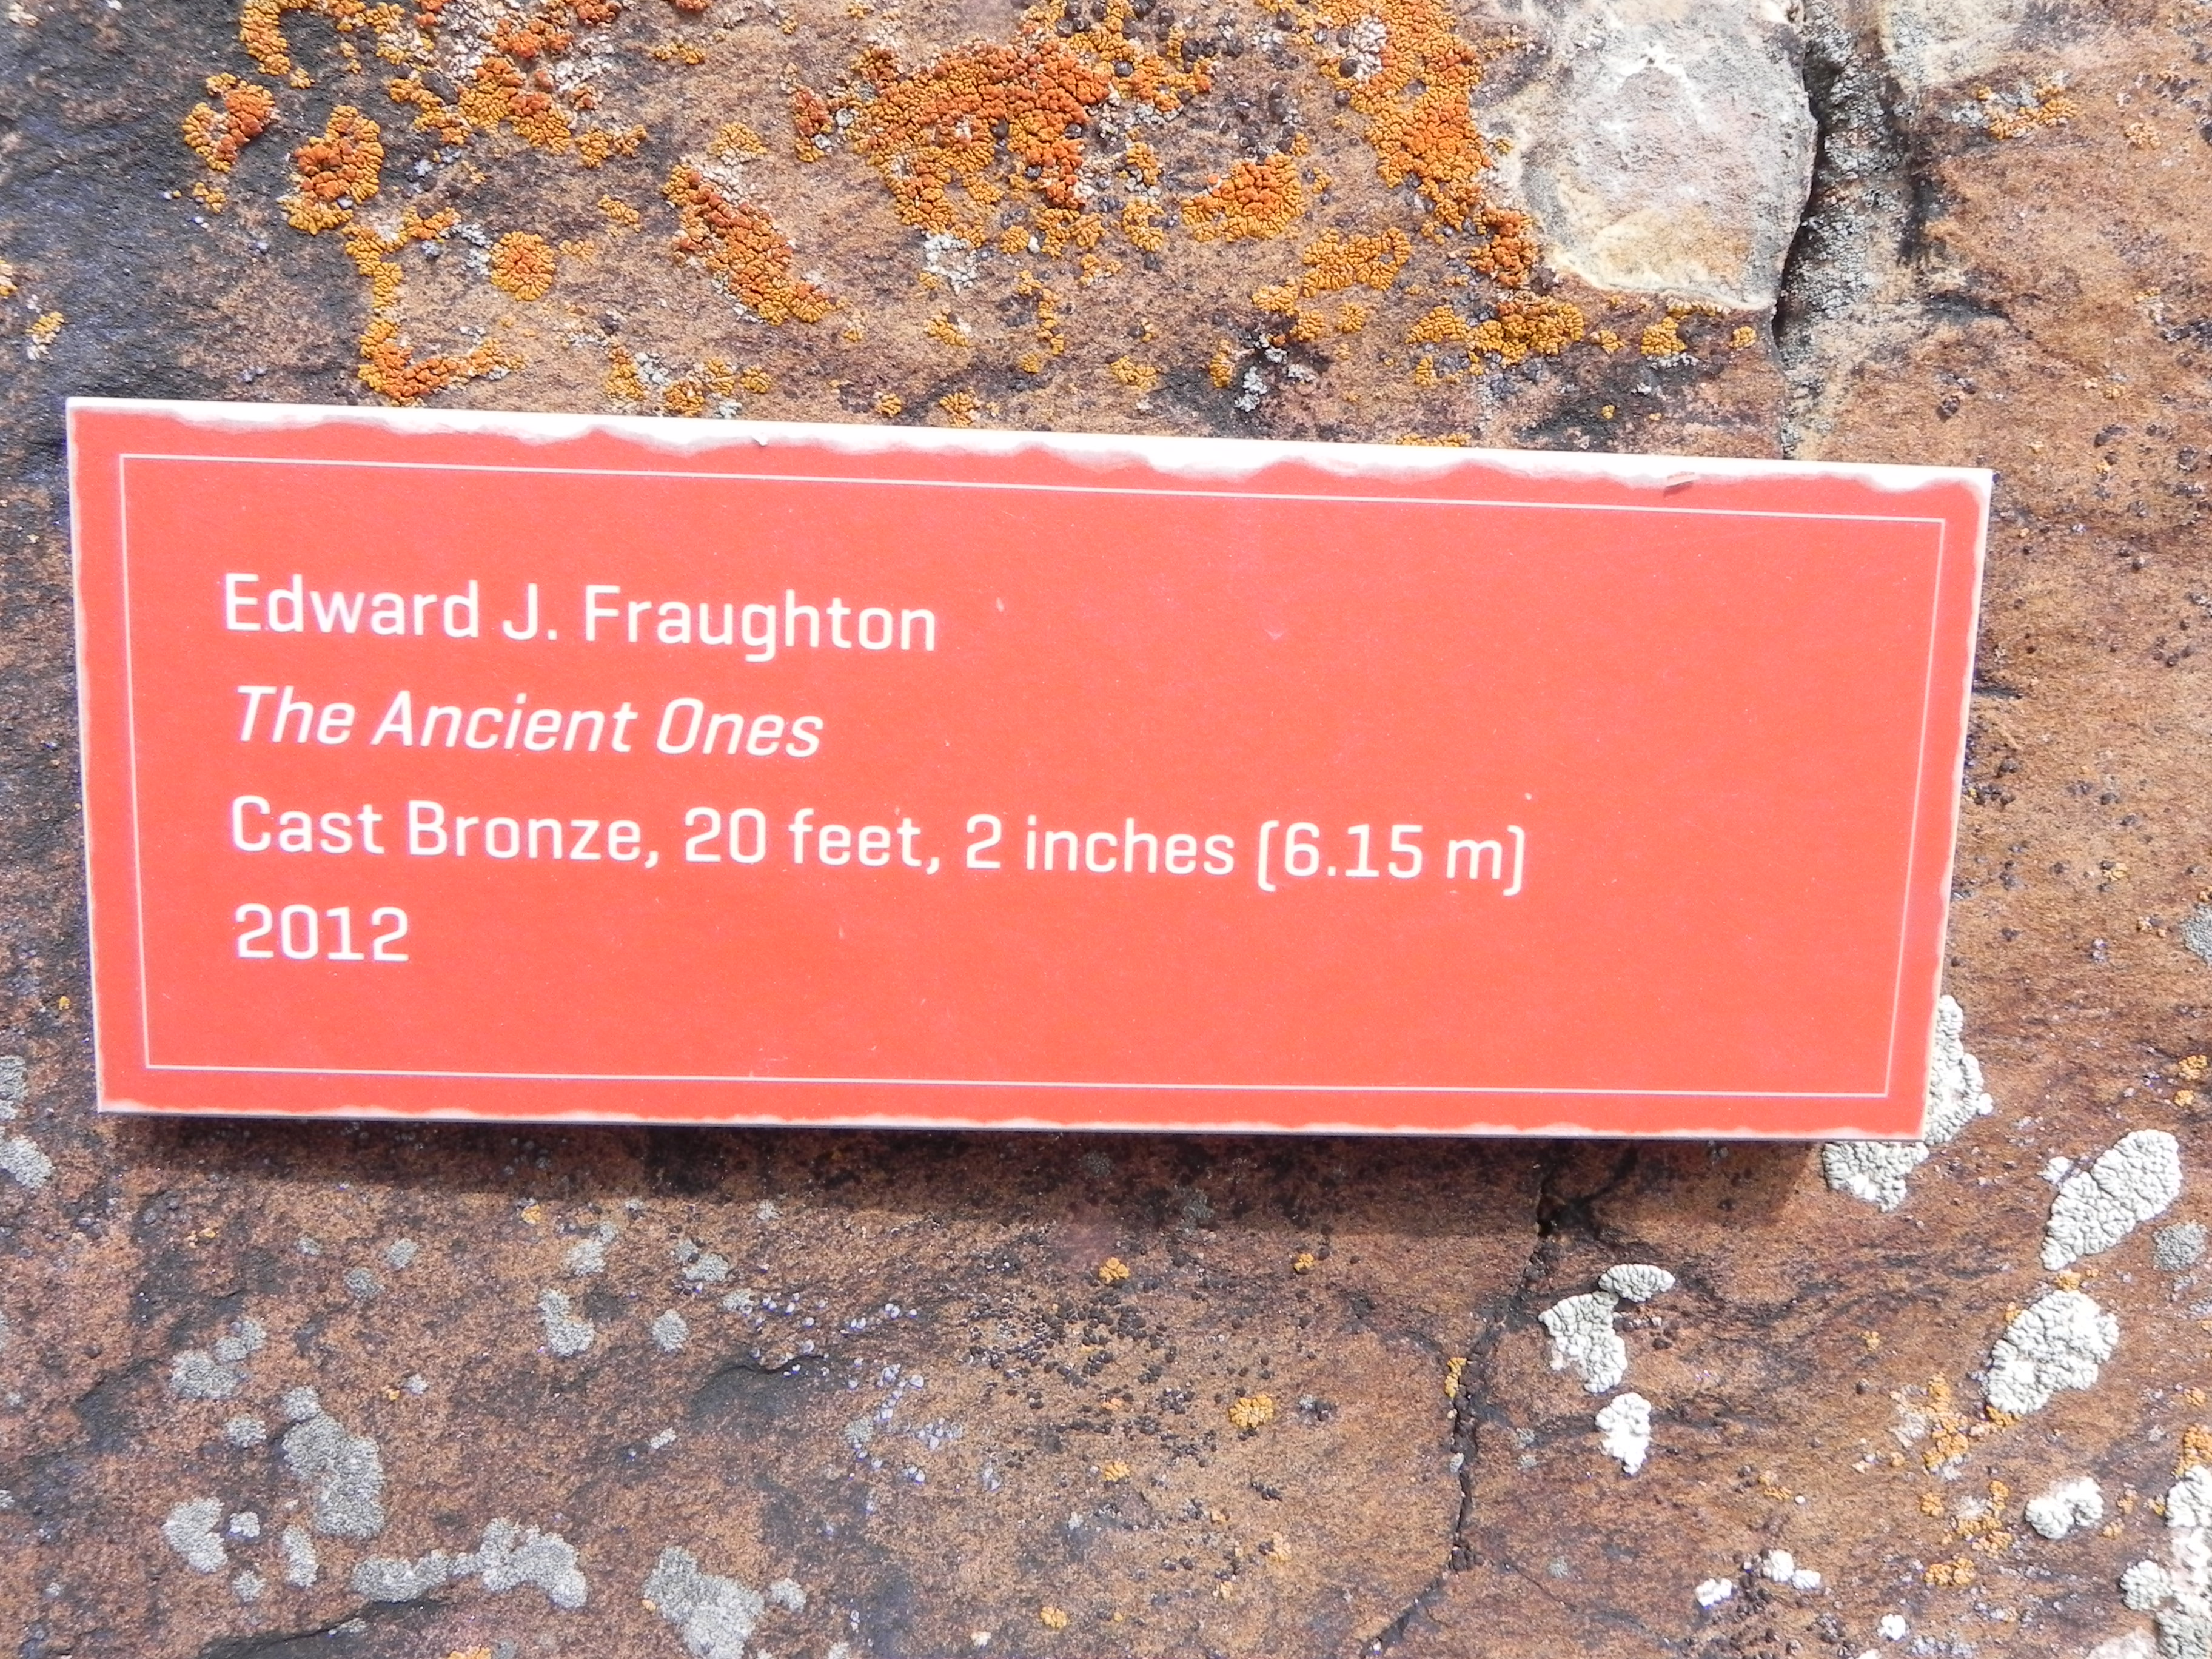 Edward J. Fraughton
The Ancient Ones
Cast Bronze, 20 feet, 2 inches (6.15 m)
2012